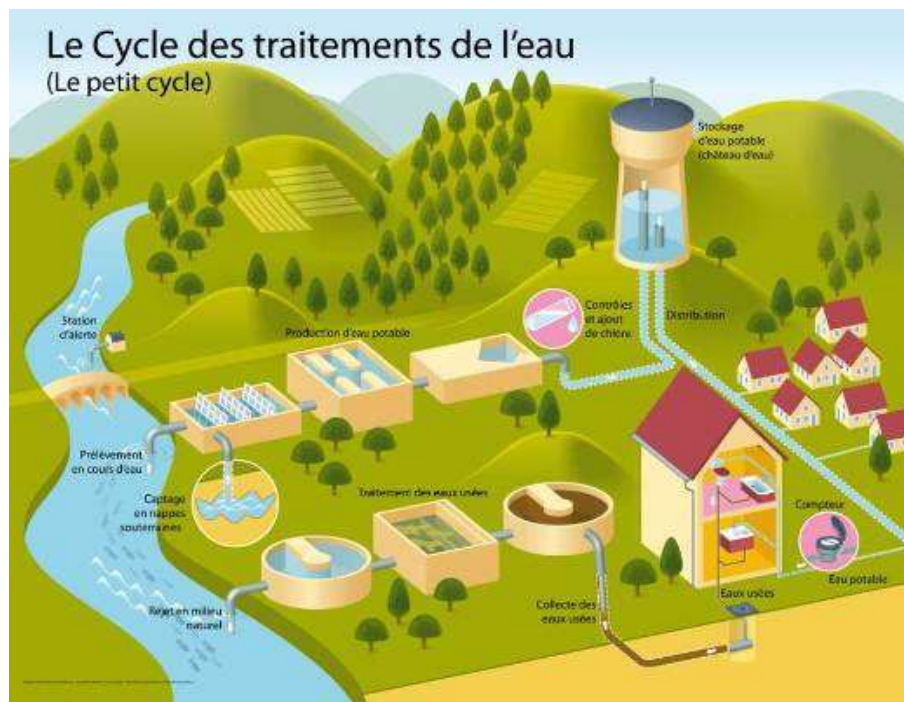 Le Cycle des traitements de l'eau
(Le petit cycle)
Stockage
d'eau potable
(château d'eau)
Station
d'alerte
Production d'eau potable
Contrôles
et ajout
de chlore
Distribution
Prélèvement
en cours d'eau
Captage
en nappes
souterraines
Traitement des eaux usées
Compteur
Eau potable
Eaux usées
Collecte des
eaux usées
Rejet en milieu
naturel